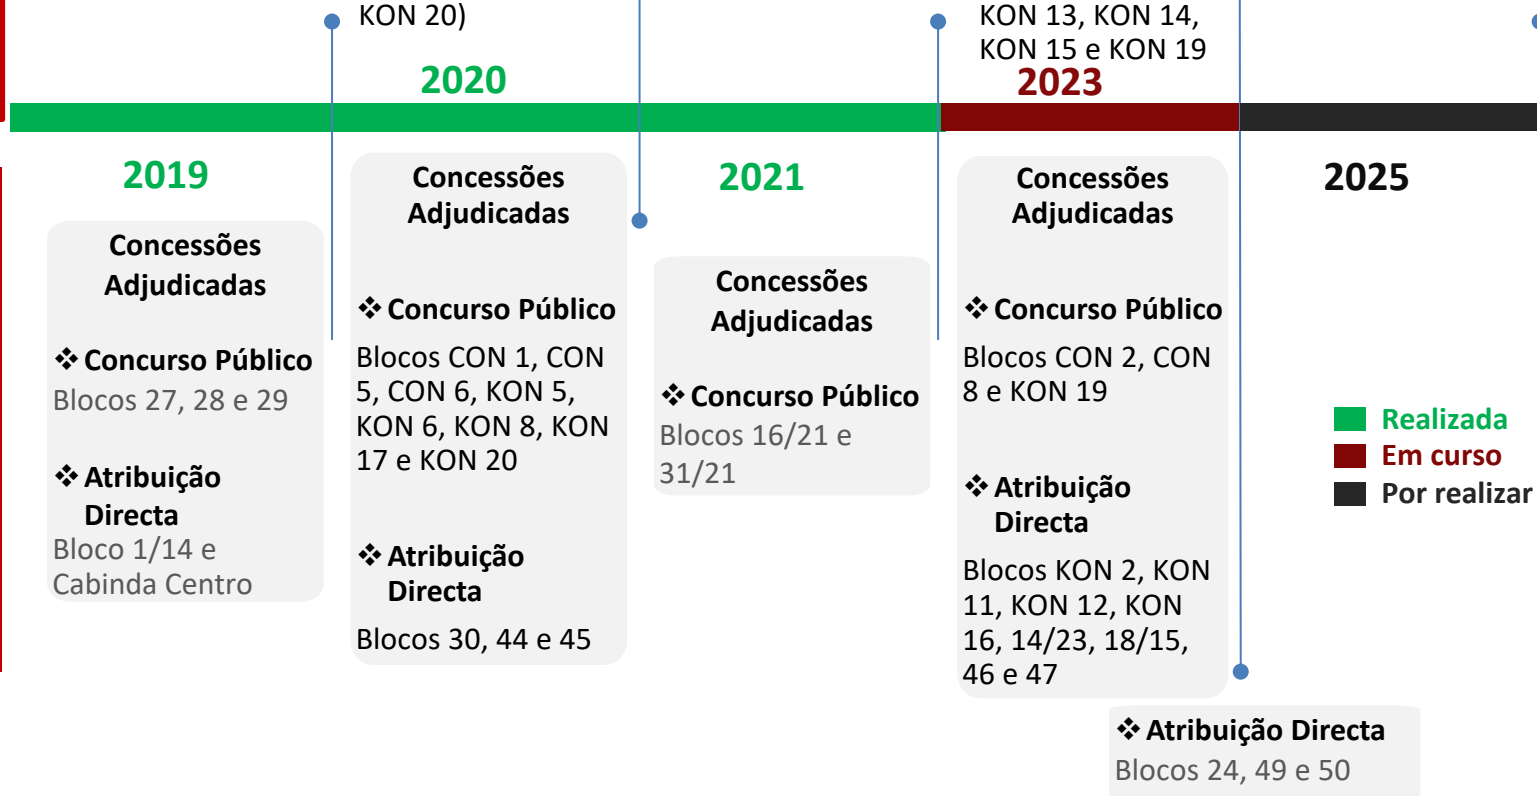 KON 20)
KON 13, KON 14,
KON 15 e KON 19
2020
2023
2019
Concessões
Adjudicadas
❖ Concurso Público
Blocos 27, 28 e 29
❖ Atribuição
Directa
Bloco 1/14 e
Cabinda Centro
Concessões
Adjudicadas
❖ Concurso Público
Blocos CON 1, CON
5, CON 6, KON 5,
KON 6, KON 8, KON
17 e KON 20
❖ Atribuição
Directa
Blocos 30, 44 e 45
2021
Concessões
Adjudicadas
❖ Concurso Público
Blocos 16/21 e
31/21
Concessões
Adjudicadas
❖ Concurso Público
Blocos CON 2, CON
8 e KON 19
❖ Atribuição
Directa
Blocos KON 2, KON
11, KON 12, KON
16, 14/23, 18/15,
46 e 47
2025
Realizada
Em curso
Por realizar
❖ Atribuição Directa
Blocos 24, 49 e 50